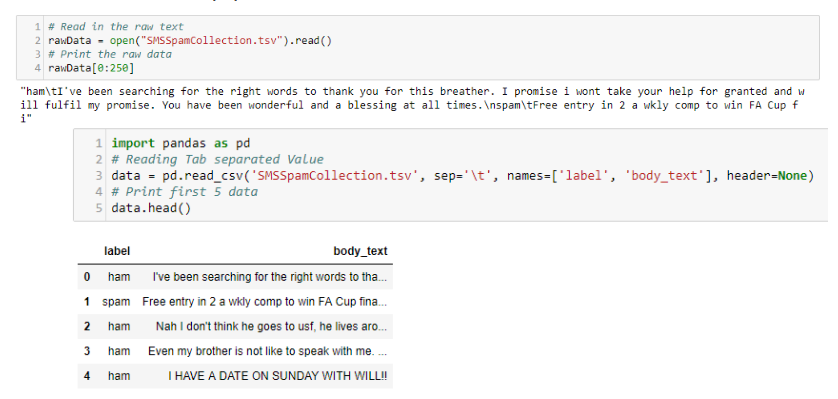 1 # Read in the raw text
2 rawData = open("SMSSpamCollection.tsv").read()
3 # Print the raw data
4 rawData[0:250]
"ham\tI've been searching for the right words to thank you for this breather. I promise i wont take your help for granted and w
ill fulfil my promise. You have been wonderful and a blessing at all times.\nspam\tFree entry in 2 a wkly comp to win FA Cup f
i"
1 import pandas as pd
2 # Reading Tab separated Value
3 data = pd.read_csv('SMSSpamCollection.tsv', sep='\t', names=['label', 'body_text'], header=None)
4 # Print first 5 data
5 data.head()
label body_text
0 ham I've been searching for the right words to tha...
1 spam Free entry in 2 a wkly comp to win FA Cup fina...
2 ham Nah I don't think he goes to usf, he lives aro...
3 ham Even my brother is not like to speak with me. ...
4 ham I HAVE A DATE ON SUNDAY WITH WILL!!